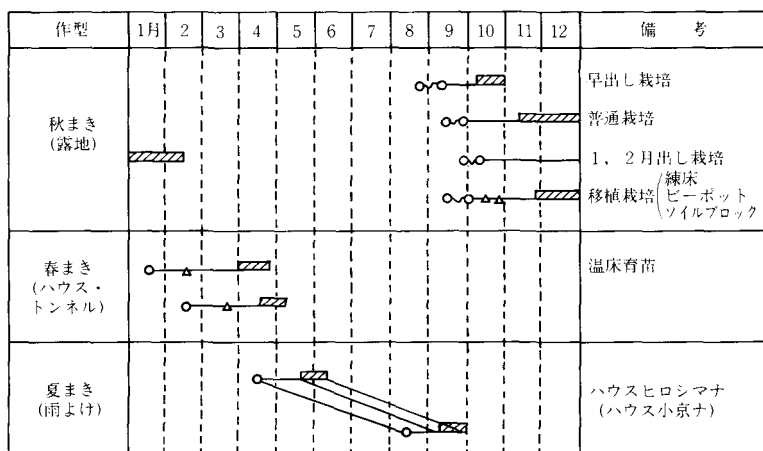 作型 1月 2 3 4 5 6 7 8 9 10 11 12 備考
早出し栽培
秋まき
(露地)
普通栽培
1,2月出し栽培
移植栽培 練床
ピーポット
ソイルブロック
春まき
(ハウス・
トンネル)
温床育苗
夏まき
(雨よけ)
ハウスヒロシマナ
(ハウス小京ナ)